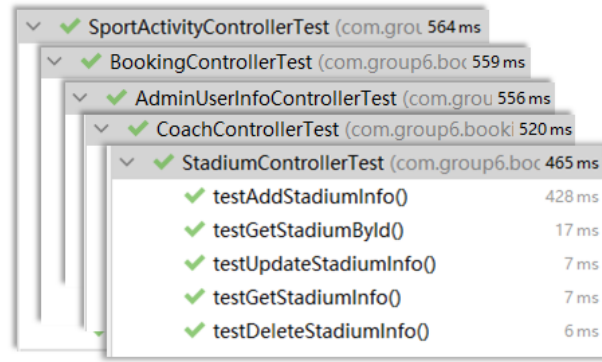 SportActivityControllerTest (com.grou 564 ms
BookingControllerTest (com.group6.boo 559 ms
AdminUserInfoControllerTest (com.grou 556 ms
CoachControllerTest (com.group6.booki 520 ms
StadiumControllerTest (com.group6.boo 465 ms
testAddStadiumInfo() 428 ms
testGetStadiumById() 17 ms
testUpdateStadiumInfo() 7 ms
testGetStadiumInfo() 7 ms
testDeleteStadiumInfo() 6 ms